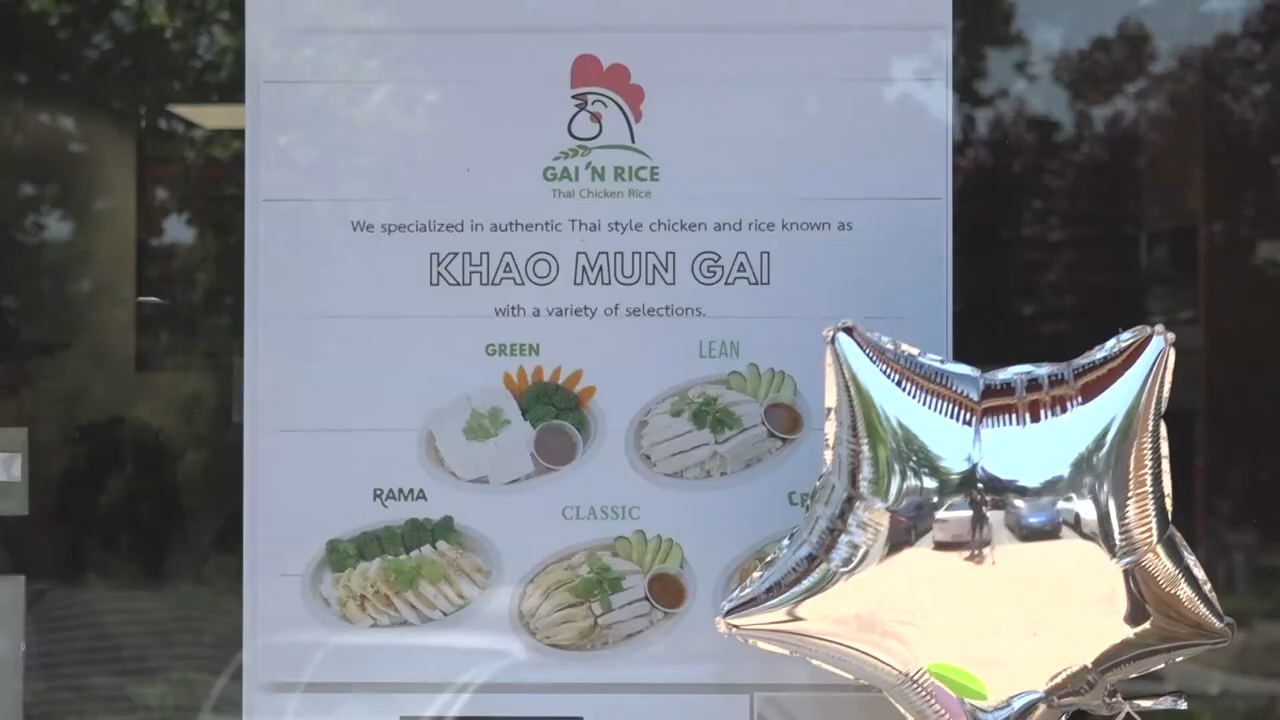 GAI 'N RICE
Thai Chicken Rice
We specialized in authentic Thai style chicken and rice known as
KHAO MUN GAI
with a variety of selections.
GREEN
LEAN
RAMA
CLASSIC